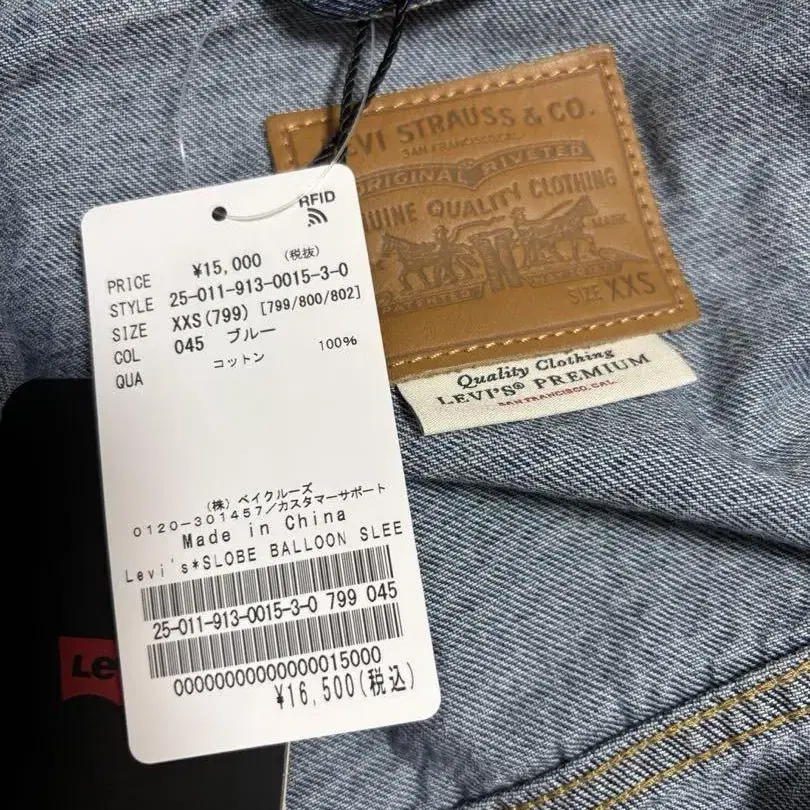 LEVI STRAUSS & CO.
SAN FRANCISCO, CAL.
ORIGINAL RIVETED
QUALITY CLOTHING
MARK
PATENTED
SIZE XXS
Quality Clothing
LEVI'S® PREMIUM
SAN FRANCISCO, CAL.
RFID
PRICE ¥15,000 (税抜)
STYLE 25-011-913-0015-3-0
SIZE XXS(799) [799/800/802]
COL 045 ブルー
QUA コットン 100%
(株) ベイクルーズ
0120-301457/カスタマーサポート
Made in China
Levi's*SLOBE BALLOON SLEE
25-011-913-0015-3-0 799 045
00000000000000015000
¥16,500(税込)
Le